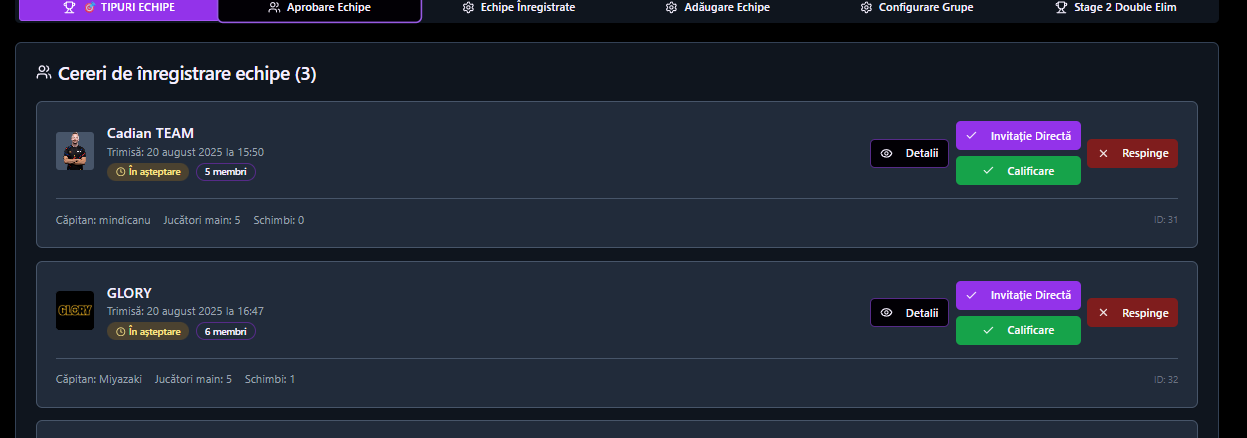 TIPURI ECHIPE
Aprobare Echipe
Echipe Înregistrate
Adăugare Echipe
Configurare Grupe
Stage 2 Double Elim
Cereri de înregistrare echipe (3)
Cadian TEAM
Trimisă: 20 august 2025 la 15:50
În așteptare
5 membri
Detalii
Invitație Directă
Calificare
Respinge
Căpitan: mindicanu Jucători main: 5 Schimbi: 0
ID: 31
GLORY
GLORY
Trimisă: 20 august 2025 la 16:47
În așteptare
6 membri
Detalii
Invitație Directă
Calificare
Respinge
Căpitan: Miyazaki Jucători main: 5 Schimbi: 1
ID: 32